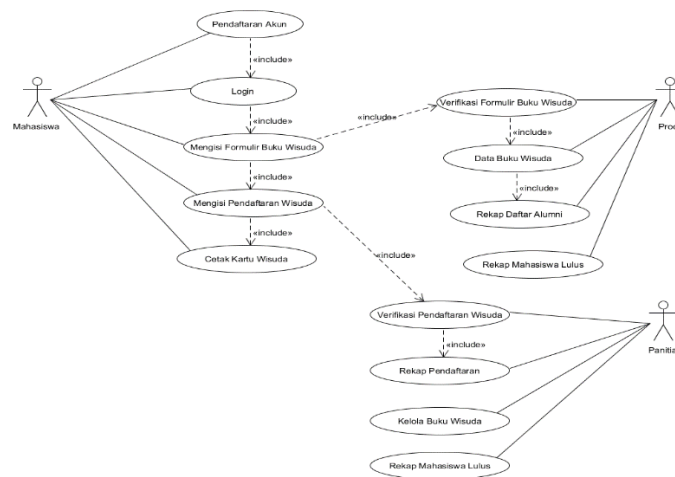 Pendaftaran Akun
«include»
Login
«include»
Mahasiswa
Mengisi Formulir Buku Wisuda
«include»
Mengisi Pendaftaran Wisuda
«include»
Cetak Kartu Wisuda
«include»
Verifikasi Formulir Buku Wisuda
«include»
Data Buku Wisuda
«include»
Rekap Daftar Alumni
Rekap Mahasiswa Lulus
«include»
Verifikasi Pendaftaran Wisuda
«include»
Rekap Pendaftaran
Panitia
Kelola Buku Wisuda
Rekap Mahasiswa Lulus